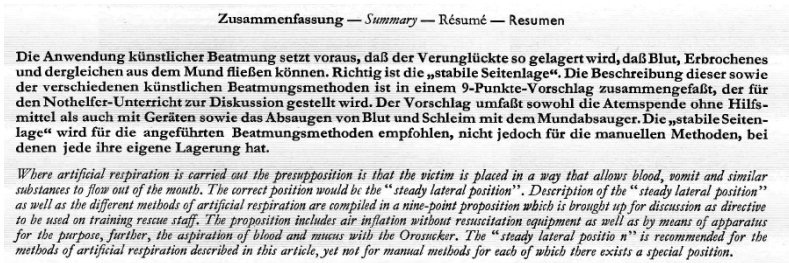 Zusammenfassung — Summary — Résumé — Resumen
Die Anwendung künstlicher Beatmung setzt voraus, daß der Verunglückte so gelagert wird, daß Blut, Erbrochenes
und dergleichen aus dem Mund fließen können. Richtig ist die „stabile Seitenlage“. Die Beschreibung dieser sowie
der verschiedenen künstlichen Beatmungsmethoden ist in einem 9-Punkte-Vorschlag zusammengefaßt, der für
den Nothelfer-Unterricht zur Diskussion gestellt wird. Der Vorschlag umfaßt sowohl die Atemspende ohne Hilfs-
mittel als auch mit Geräten sowie das Absaugen von Blut und Schleim mit dem Mundabsauger. Die „stabile Seiten-
lage“ wird für die angeführten Beatmungsmethoden empfohlen, nicht jedoch für die manuellen Methoden, bei
denen jede ihre eigene Lagerung hat.
Where artificial respiration is carried out the presupposition is that the victim is placed in a way that allows blood, vomit and similar
substances to flow out of the mouth. The correct position would be the “steady lateral position”. Description of the “steady lateral position”
as well as the different methods of artificial respiration are compiled in a nine-point proposition which is brought up for discussion as directive
to be used on training rescue staff. The proposition includes air inflation without resuscitation equipment as well as by means of apparatus
for the purpose, further, the aspiration of blood and mucus with the Orosucker. The “steady lateral positio n” is recommended for the
methods of artificial respiration described in this article, yet not for manual methods for each of which there exists a special position.